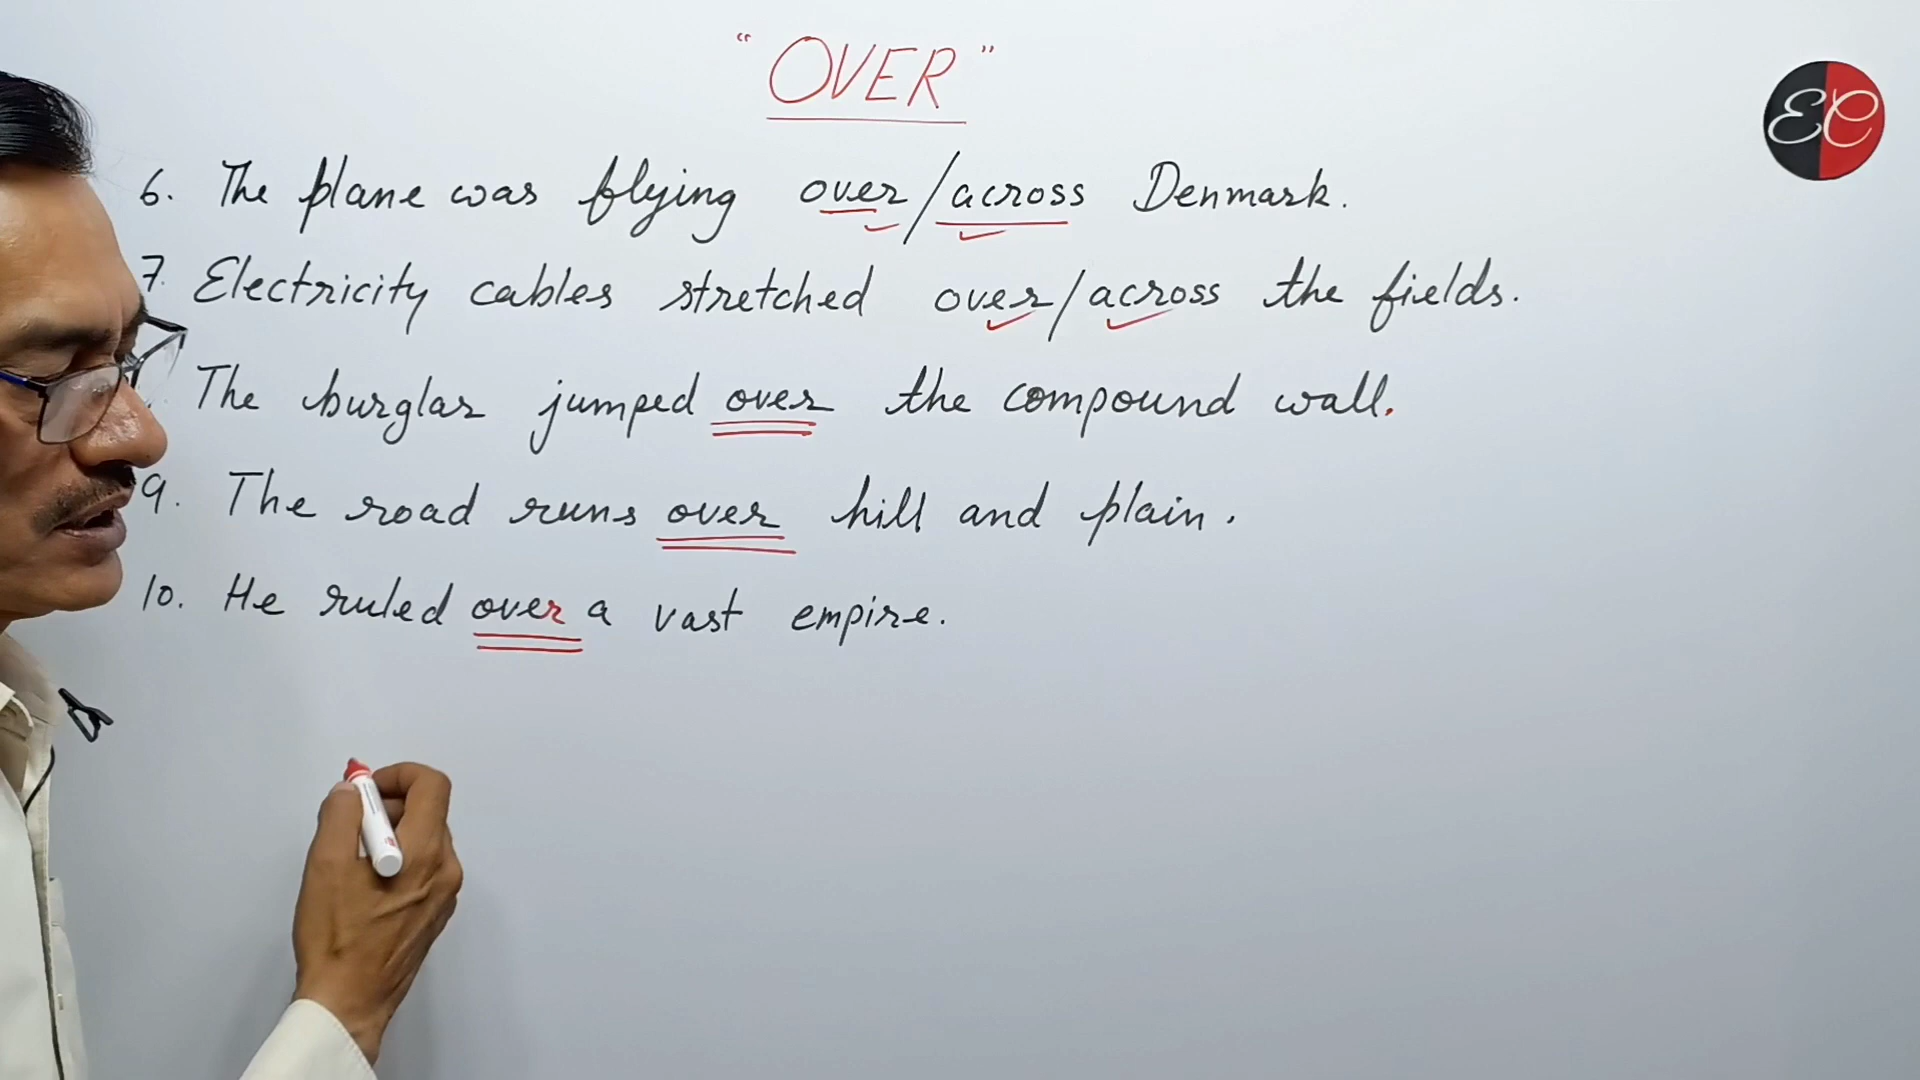 "OVER"
EC
6. The plane was flying over/across Denmark.
7. Electricity cables stretched over/across the fields.
The burglar jumped over the compound wall.
9. The road runs over hill and plain.
10. He ruled over a vast empire.